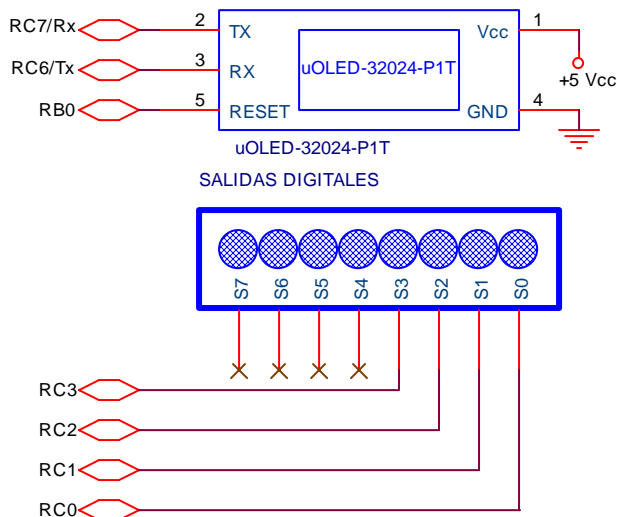 RC7/Rx 2 TX Vcc 1
RC6/Tx 3 RX uOLED-32024-P1T +5 Vcc
RB0 5 RESET GND 4
uOLED-32024-P1T
SALIDAS DIGITALES
S7 S6 S5 S4 S3 S2 S1 S0
RC3
RC2
RC1
RC0